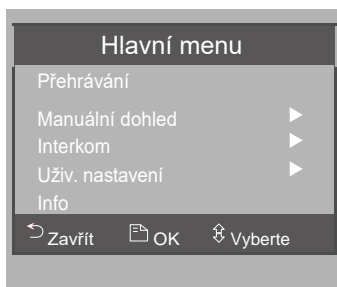 Hlavní menu
Přehrávání
Manuální dohled
Interkom
Uživ. nastavení
Info
Zavřít OK Vyberte